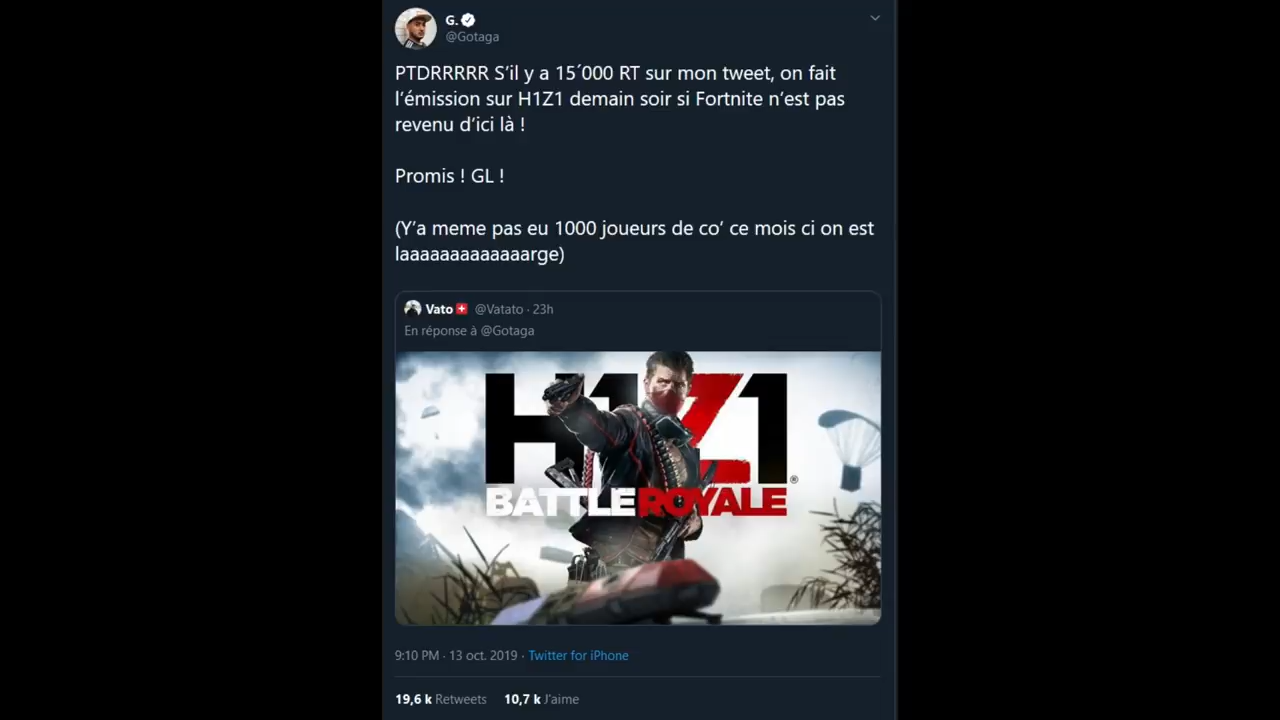 G.
@Gotaga
PTDRRRRR S’il y a 15´000 RT sur mon tweet, on fait
l’émission sur H1Z1 demain soir si Fortnite n’est pas
revenu d’ici là !
Promis ! GL !
(Y’a meme pas eu 1000 joueurs de co’ ce mois ci on est
laaaaaaaaaaaaarge)
Vato @Vatato · 23h
En réponse à @Gotaga
H1Z1®
BATTLE ROYALE
9:10 PM · 13 oct. 2019 · Twitter for iPhone
19,6 k Retweets 10,7 k J’aime